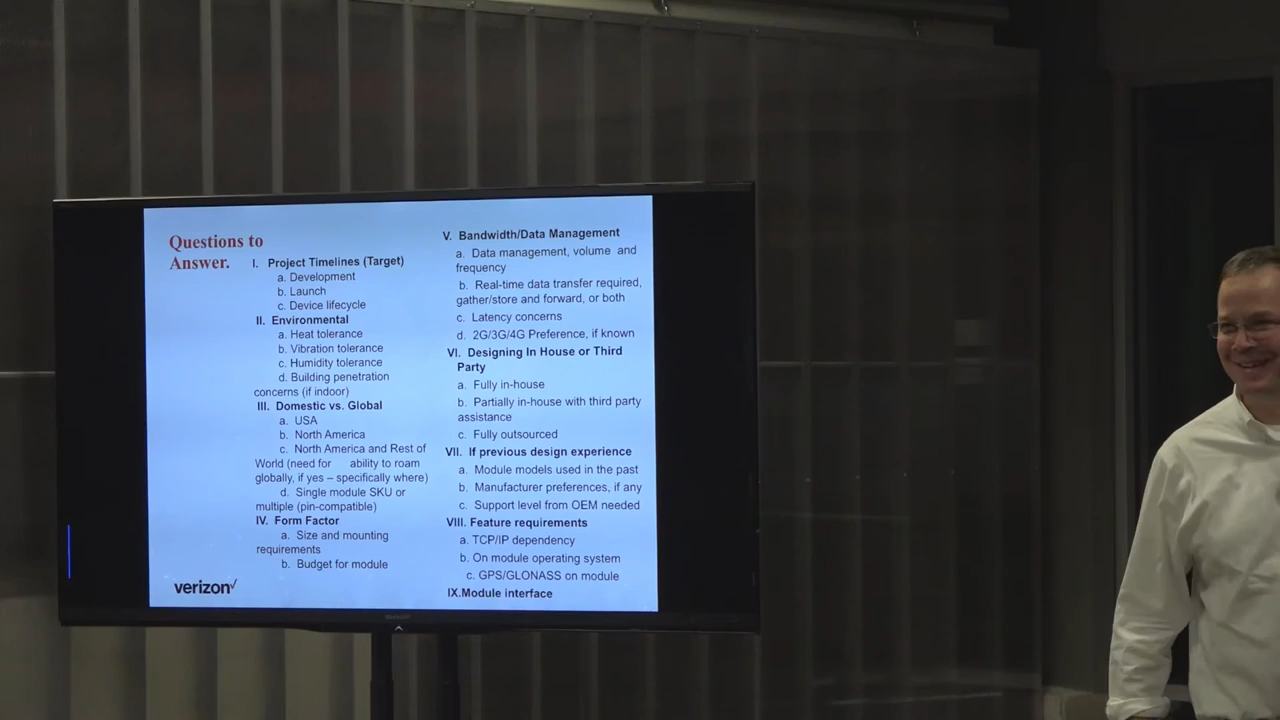 Questions to
Answer.
I. Project Timelines (Target)
a. Development
b. Launch
c. Device lifecycle
II. Environmental
a. Heat tolerance
b. Vibration tolerance
c. Humidity tolerance
d. Building penetration
concerns (if indoor)
III. Domestic vs. Global
a. USA
b. North America
c. North America and Rest of
World (need for ability to roam
globally, if yes – specifically where)
d. Single module SKU or
multiple (pin-compatible)
IV. Form Factor
a. Size and mounting
requirements
b. Budget for module
V. Bandwidth/Data Management
a. Data management, volume and
frequency
b. Real-time data transfer required,
gather/store and forward, or both
c. Latency concerns
d. 2G/3G/4G Preference, if known
VI. Designing In House or Third
Party
a. Fully in-house
b. Partially in-house with third party
assistance
c. Fully outsourced
VII. If previous design experience
a. Module models used in the past
b. Manufacturer preferences, if any
c. Support level from OEM needed
VIII. Feature requirements
a. TCP/IP dependency
b. On module operating system
c. GPS/GLONASS on module
IX.Module interface
verizon